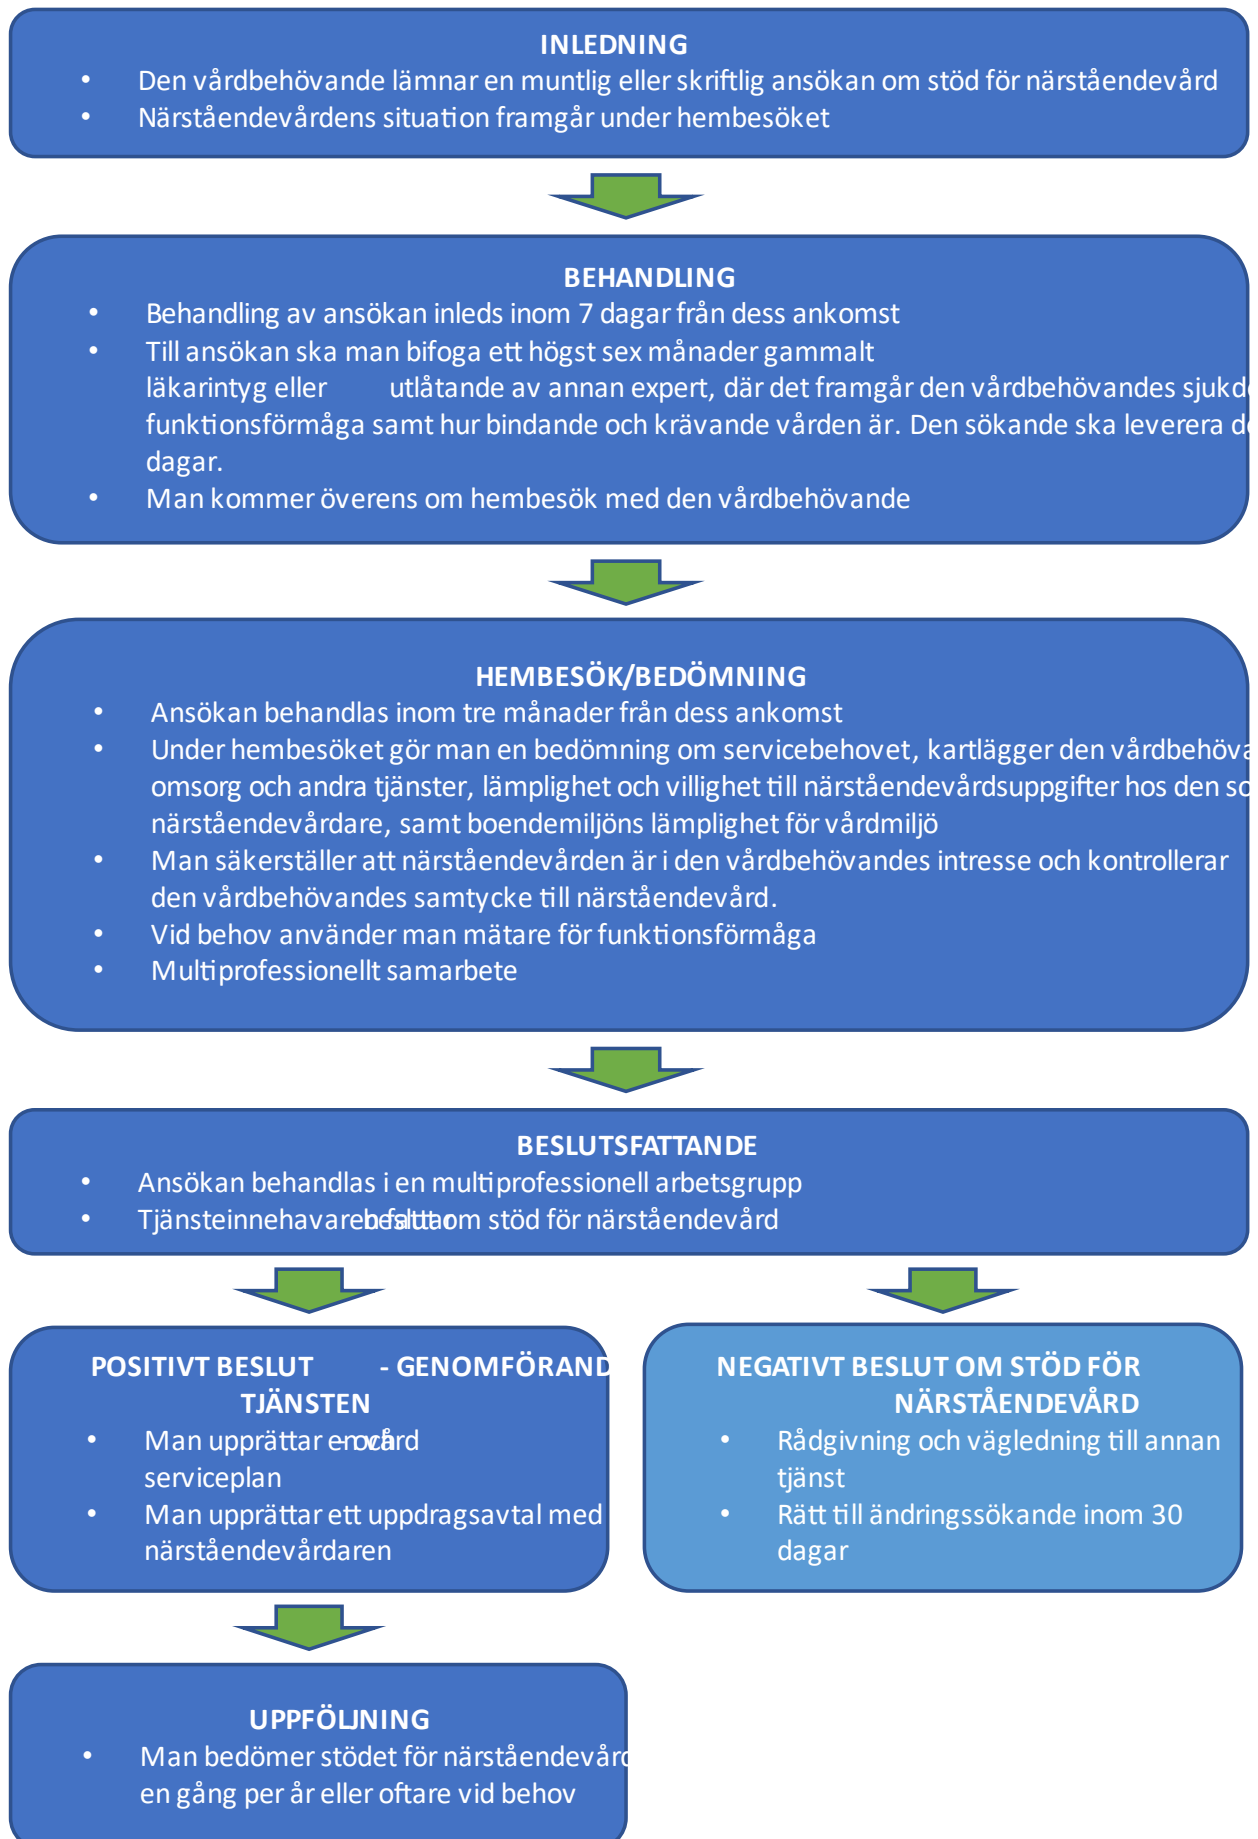 INLEDNING
• Den vårdbehövande lämnar en muntlig eller skriftlig ansökan om stöd för närståendevård
• Närståendevårdens situation framgår under hembesöket
BEHANDLING
• Behandling av ansökan inleds inom 7 dagar från dess ankomst
• Till ansökan ska man bifoga ett högst sex månader gammalt
läkarintyg eller utlåtande av annan expert, där det framgår den vårdbehövandes
funktionsförmåga samt hur bindande och krävande vården är. Den sökande ska leverera
dagar.
• Man kommer överens om hembesök med den vårdbehövande
HEMBESÖK/BEDÖMNING
• Ansökan behandlas inom tre månader från dess ankomst
• Under hembesöket gör man en bedömning om servicebehovet, kartlägger den
omsorg och andra tjänster, lämplighet och villighet till närståendevårdsuppgifter hos den
närståendevårdare, samt boendemiljöns lämplighet för vårdmiljö
• Man säkerställer att närståendevården är i den vårdbehövandes intresse och kontrollerar
den vårdbehövandes samtycke till närståendevård.
• Vid behov använder man mätare för funktionsförmåga
• Multiprofessionellt samarbete
BESLUTSFATTANDE
• Ansökan behandlas i en multiprofessionell arbetsgrupp
• Tjänsteinnehavaren fattar beslut om stöd för närståendevård
POSITIVT BESLUT - GENOMFÖRAND
TJÄNSTEN
• Man upprättar en vård- och
serviceplan
• Man upprättar ett uppdragsavtal med
närståendevårdaren
NEGATIVT BESLUT OM STÖD FÖR
NÄRSTÅENDEVÅRD
• Rådgivning och vägledning till annan
tjänst
• Rätt till ändringssökande inom 30
dagar
UPPFÖLJNING
• Man bedömer stödet för närståendevård
en gång per år eller oftare vid behov